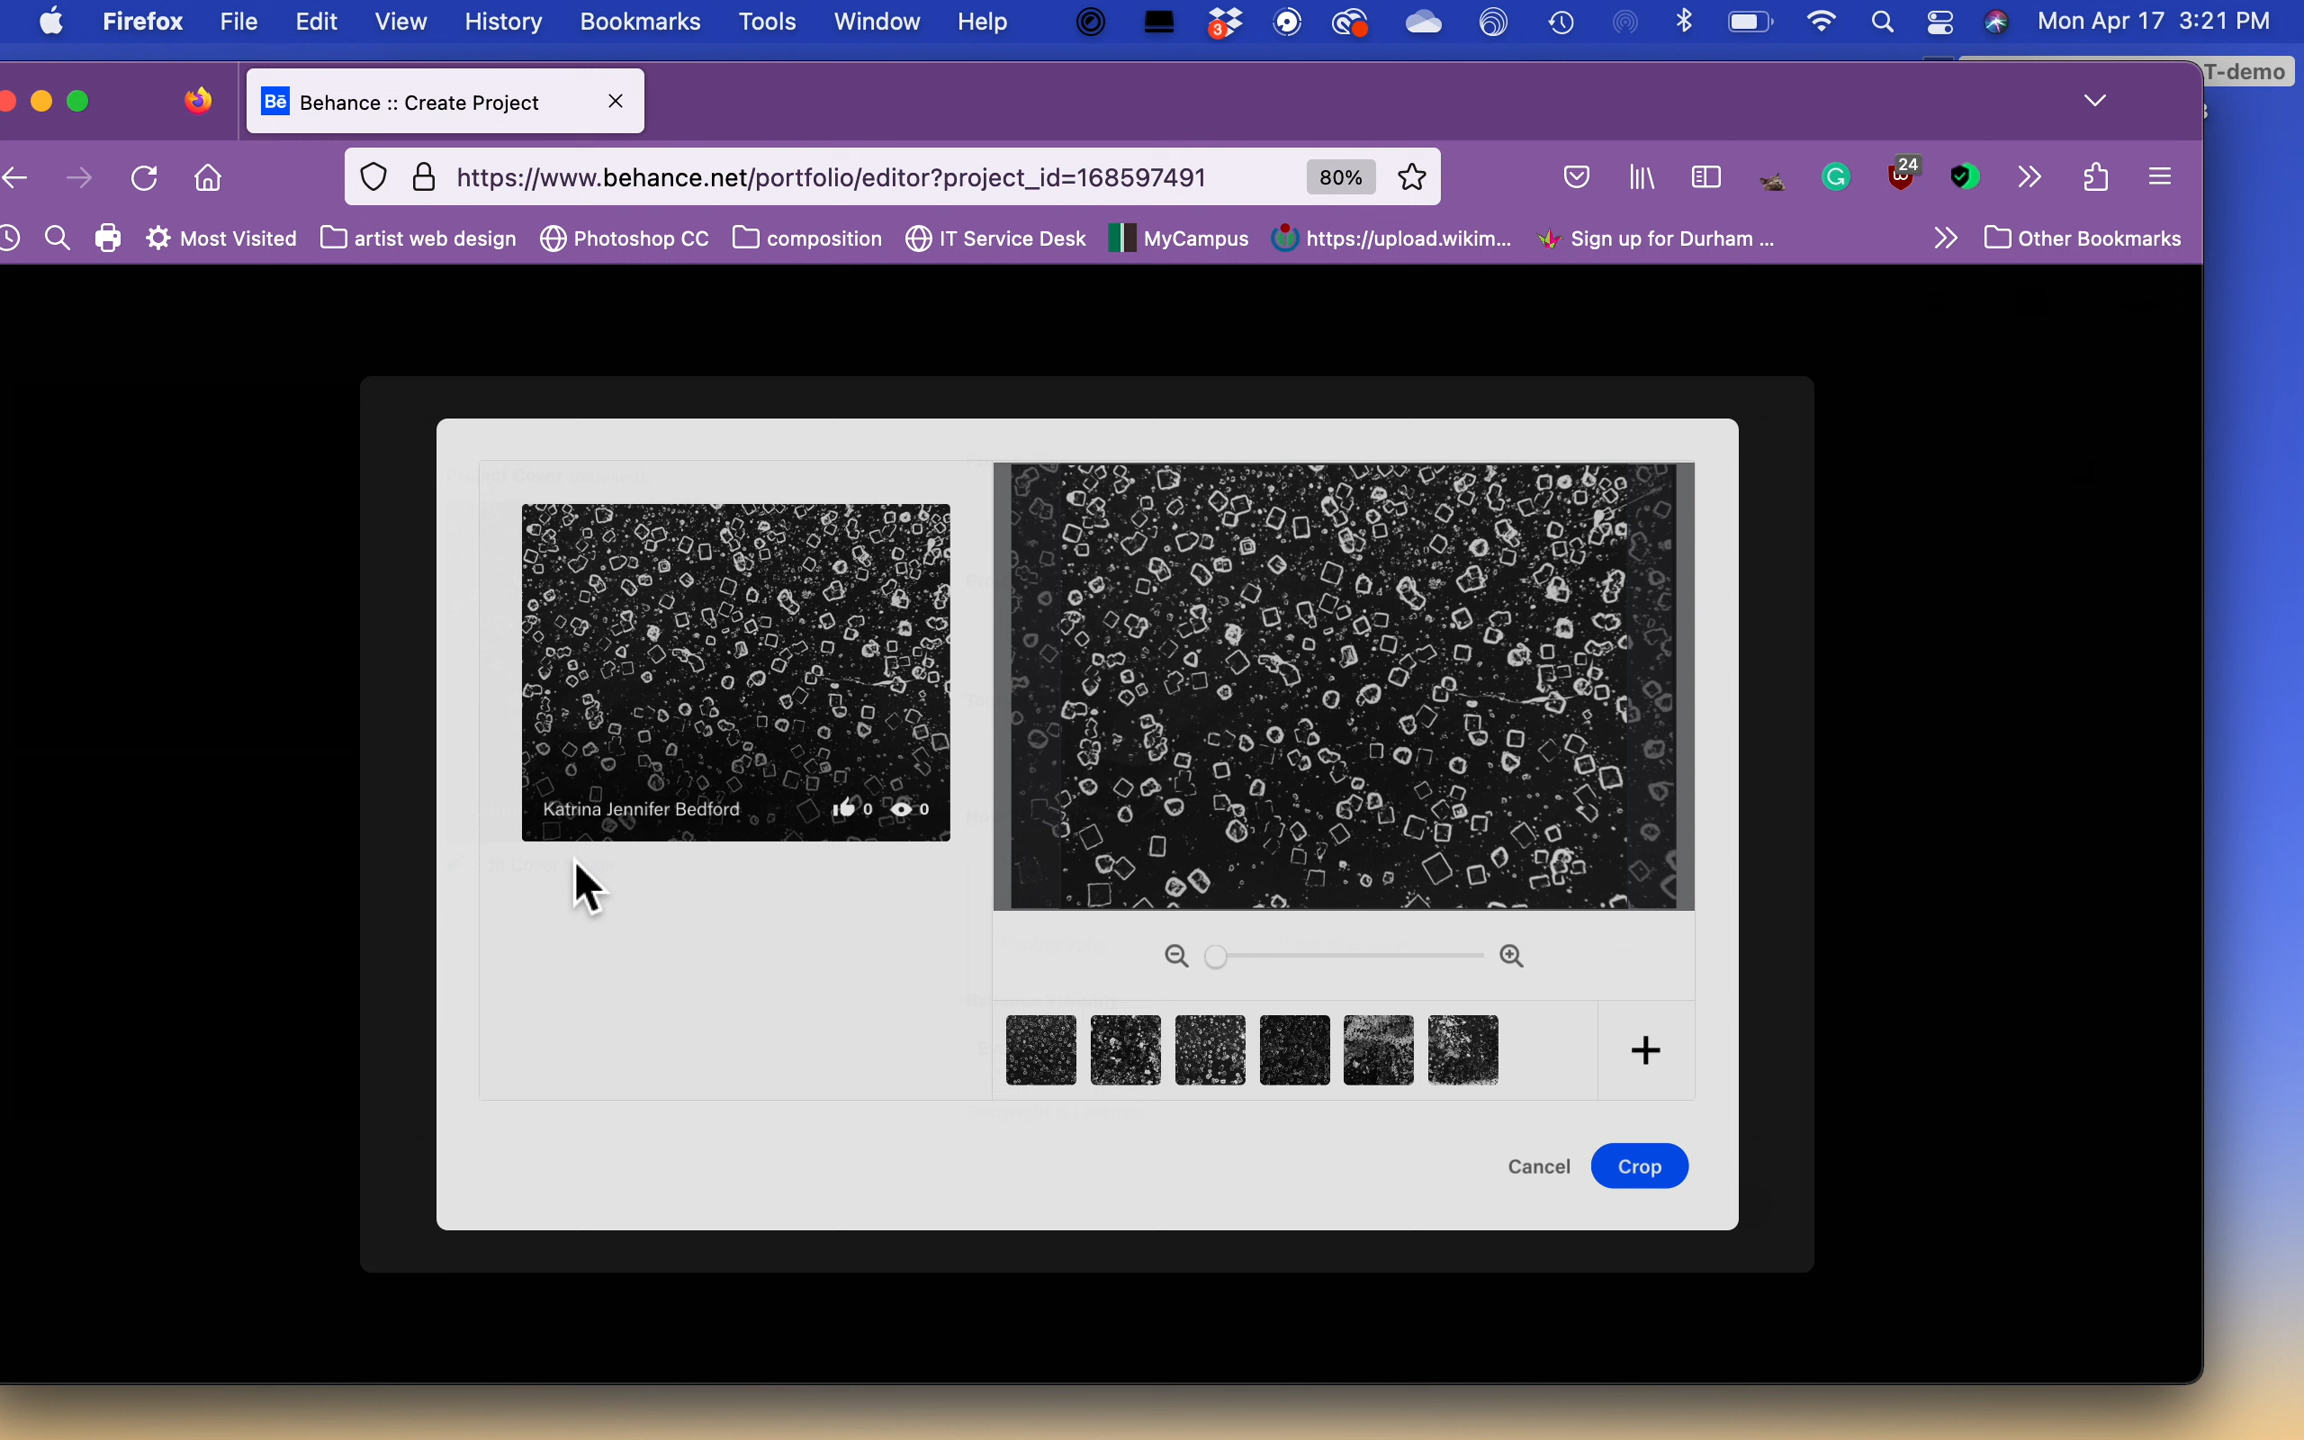 Firefox File Edit View History Bookmarks Tools Window Help 3 Mon Apr 17 3:21 PM
T-demo
Bē Behance :: Create Project
https://www.behance.net/portfolio/editor?project_id=168597491 80% 24
Most Visited artist web design Photoshop CC composition IT Service Desk MyCampus https://upload.wikim... Sign up for Durham ... Other Bookmarks
Katrina Jennifer Bedford 0 0
Cancel Crop